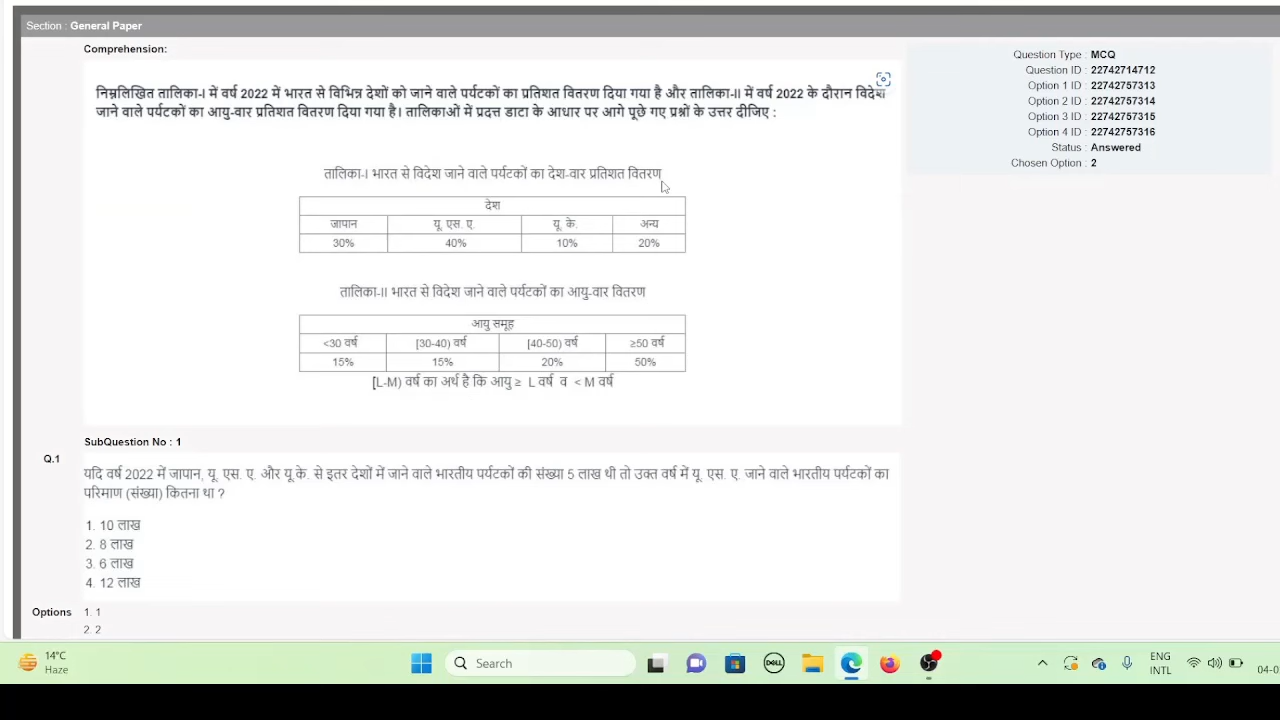 Section : General Paper
Comprehension:
निम्नलिखित तालिका-I में वर्ष 2022 में भारत से विभिन्न देशों को जाने वाले पर्यटकों का प्रतिशत वितरण दिया गया है और तालिका-II में वर्ष 2022 के दौरान विदेश
जाने वाले पर्यटकों का आयु-वार प्रतिशत वितरण दिया गया है। तालिकाओं में प्रदत्त डाटा के आधार पर आगे पूछे गए प्रश्नों के उत्तर दीजिए :
तालिका-I भारत से विदेश जाने वाले पर्यटकों का देश-वार प्रतिशत वितरण
देश
जापान यू. एस. ए. यू. के. अन्य
30% 40% 10% 20%
तालिका-II भारत से विदेश जाने वाले पर्यटकों का आयु-वार वितरण
आयु समूह
<30 वर्ष [30-40) वर्ष [40-50) वर्ष ≥50 वर्ष
15% 15% 20% 50%
[L-M) वर्ष का अर्थ है कि आयु ≥ L वर्ष व < M वर्ष
SubQuestion No : 1
Q.1
यदि वर्ष 2022 में जापान, यू. एस. ए. और यू के. से इतर देशों में जाने वाले भारतीय पर्यटकों की संख्या 5 लाख थी तो उक्त वर्ष में यू. एस. ए. जाने वाले भारतीय पर्यटकों का
परिमाण (संख्या) कितना था ?
1. 10 लाख
2. 8 लाख
3. 6 लाख
4. 12 लाख
Options 1. 1
2. 2
Question Type : MCQ
Question ID : 22742714712
Option 1 ID : 22742757313
Option 2 ID : 22742757314
Option 3 ID : 22742757315
Option 4 ID : 22742757316
Status : Answered
Chosen Option : 2
14°C
Haze
Search
DELL
ENG
INTL
04-0